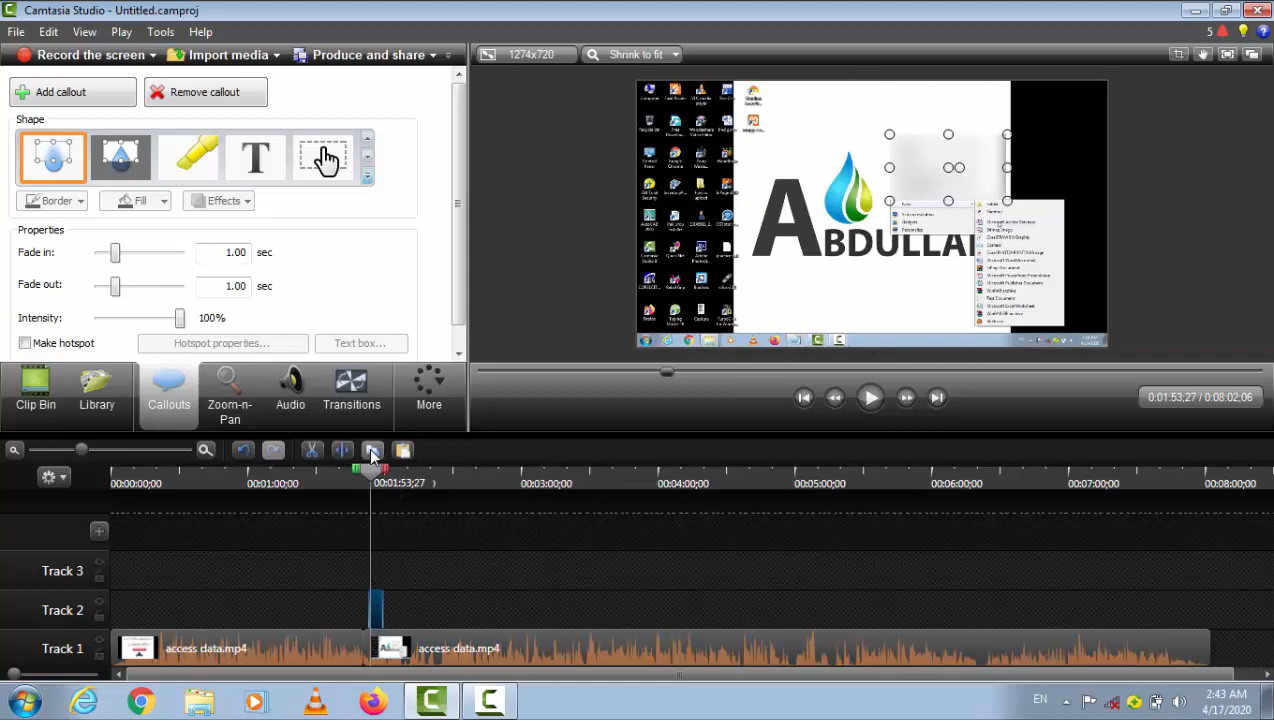 Camtasia Studio - Untitled.camproj
File Edit View Play Tools Help
5
Record the screen Import media Produce and share
1274x720 Shrink to fit
Add callout Remove callout
Shape
T
Border Fill Effects
Properties
Fade in: 1.00 sec
Fade out: 1.00 sec
Intensity: 100%
Make hotspot Hotspot properties... Text box...
ABDULLA
Clip Bin Library Callouts Zoom-n-Pan Audio Transitions More
0:01:53,27 / 0:08:02,06
00:00:00;00 00:01:00;00 00:01:53;27 00:03:00;00 00:04:00;00 00:05:00;00 00:06:00;00 00:07:00;00 00:08:00;00
Track 3
Track 2
Track 1 access data.mp4 access data.mp4
EN 2:43 AM
4/17/2020